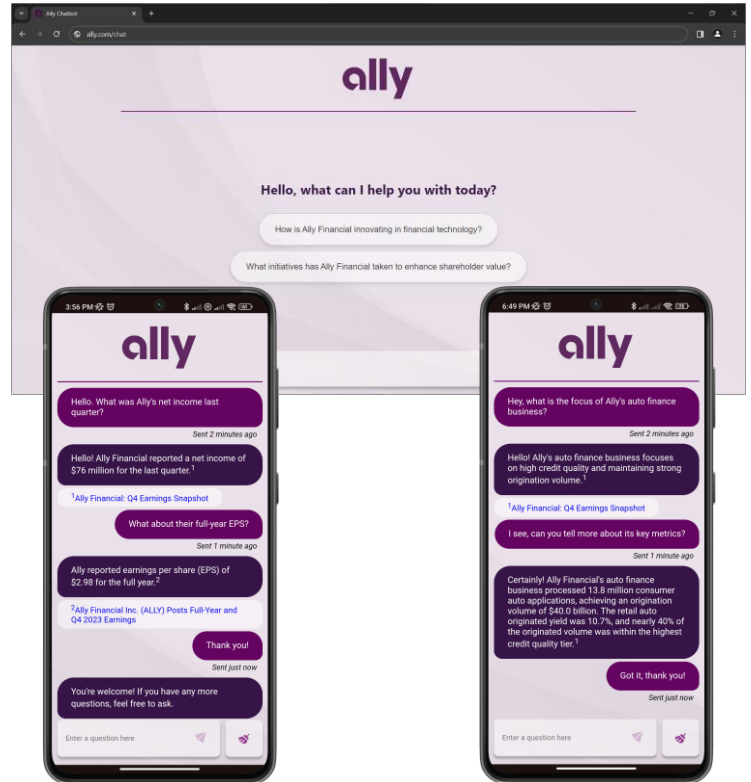 Ally Chatbot
ally.com/chat
ally
Hello, what can I help you with today?
How is Ally Financial innovating in financial technology?
What initiatives has Ally Financial taken to enhance shareholder value?
3:56 PM
ally
Hello. What was Ally's net income last
quarter?
Sent 2 minutes ago
Hello! Ally Financial reported a net income of
$76 million for the last quarter.¹
¹Ally Financial: Q4 Earnings Snapshot
What about their full-year EPS?
Sent 1 minute ago
Ally reported earnings per share (EPS) of
$2.98 for the full year.²
²Ally Financial Inc. (ALLY) Posts Full-Year and
Q4 2023 Earnings
Thank you!
Sent just now
You're welcome! If you have any more
questions, feel free to ask.
Enter a question here
6:49 PM
ally
Hey, what is the focus of Ally's auto finance
business?
Sent 2 minutes ago
Hello! Ally's auto finance business focuses
on high credit quality and maintaining strong
origination volume.¹
¹Ally Financial: Q4 Earnings Snapshot
I see, can you tell more about its key metrics?
Sent 1 minute ago
Certainly! Ally Financial's auto finance
business processed 13.8 million consumer
auto applications, achieving an origination
volume of $40.0 billion. The retail auto
originated yield was 10.7%, and nearly 40% of
the originated volume was within the highest
credit quality tier.¹
Got it, thank you!
Sent just now
Enter a question here